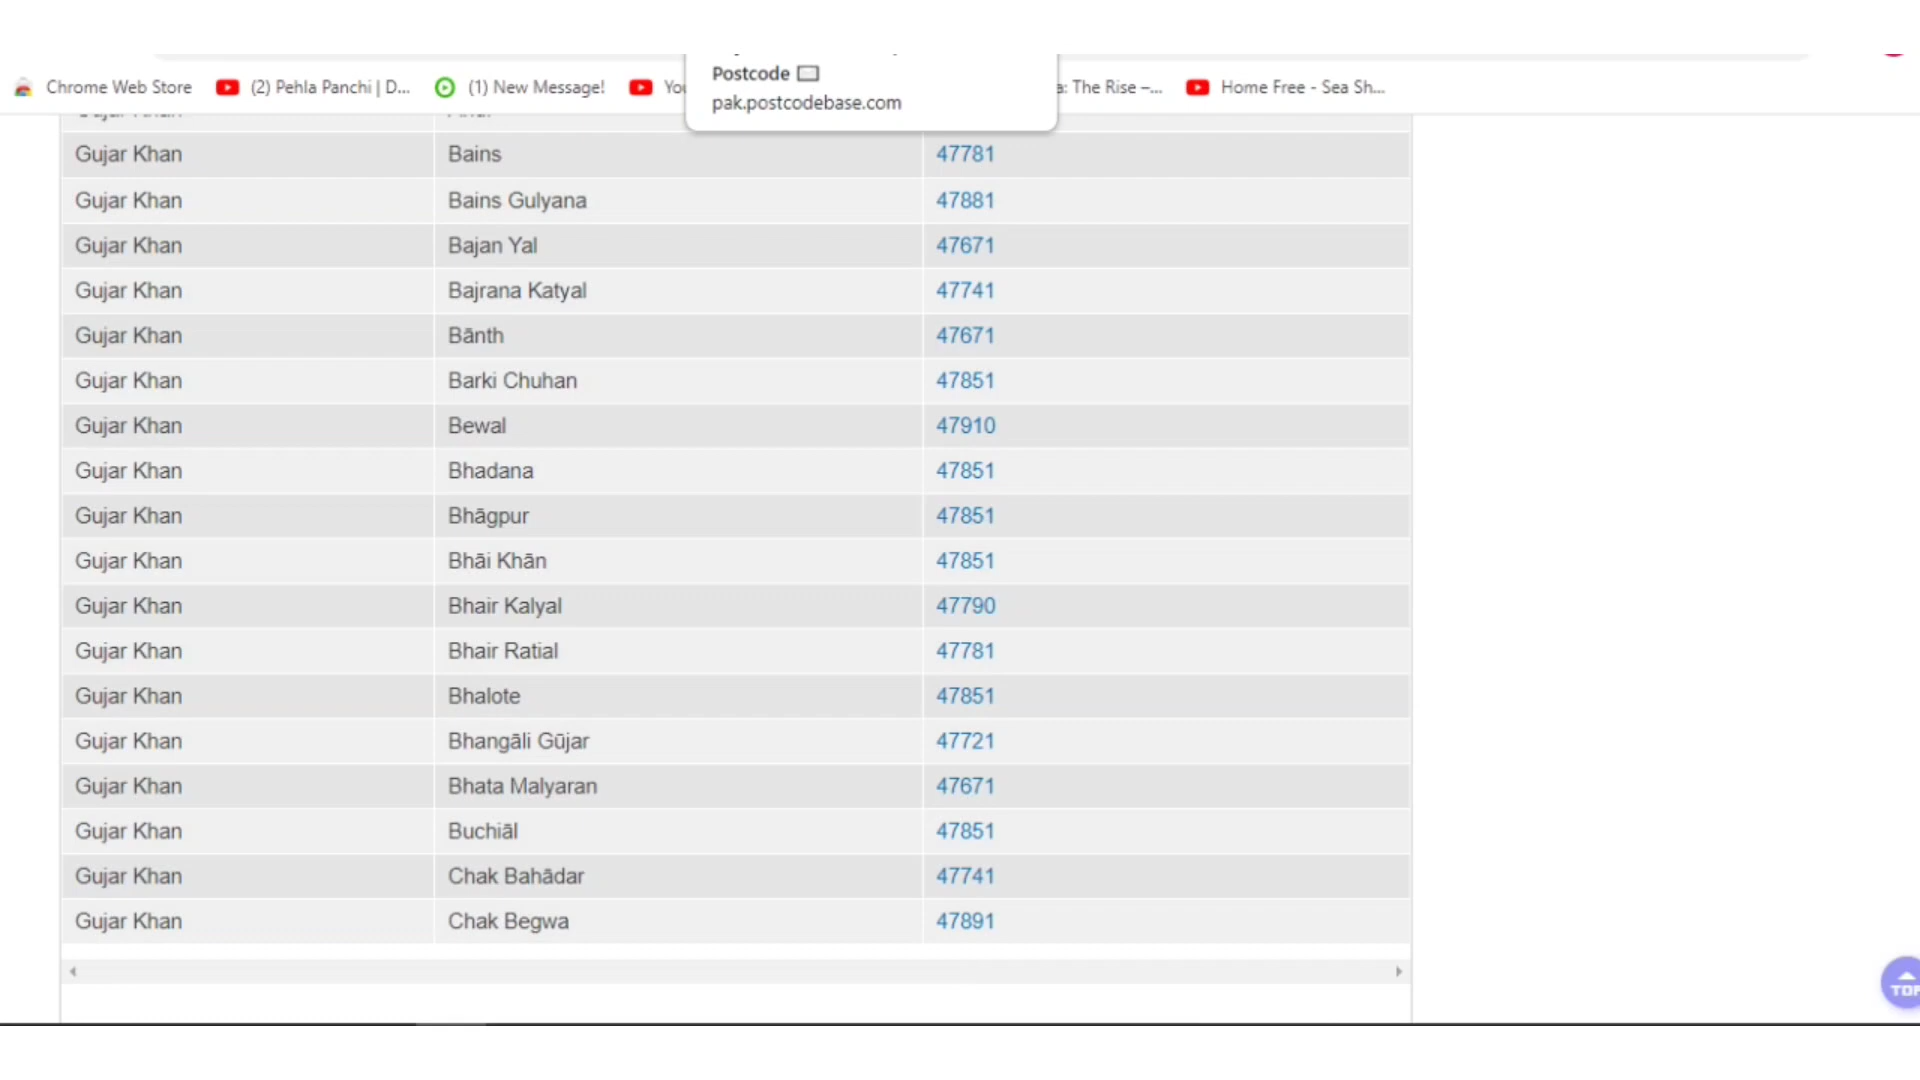 Postcode
pak.postcodebase.com
Chrome Web Store (2) Pehla Panchi | D... (1) New Message! a: The Rise –... Home Free - Sea Sh...
Gujar Khan Bains 47781
Gujar Khan Bains Gulyana 47881
Gujar Khan Bajan Yal 47671
Gujar Khan Bajrana Katyal 47741
Gujar Khan Bānth 47671
Gujar Khan Barki Chuhan 47851
Gujar Khan Bewal 47910
Gujar Khan Bhadana 47851
Gujar Khan Bhāgpur 47851
Gujar Khan Bhāi Khān 47851
Gujar Khan Bhair Kalyal 47790
Gujar Khan Bhair Ratial 47781
Gujar Khan Bhalote 47851
Gujar Khan Bhangāli Gūjar 47721
Gujar Khan Bhata Malyaran 47671
Gujar Khan Buchiāl 47851
Gujar Khan Chak Bahādar 47741
Gujar Khan Chak Begwa 47891
TOP